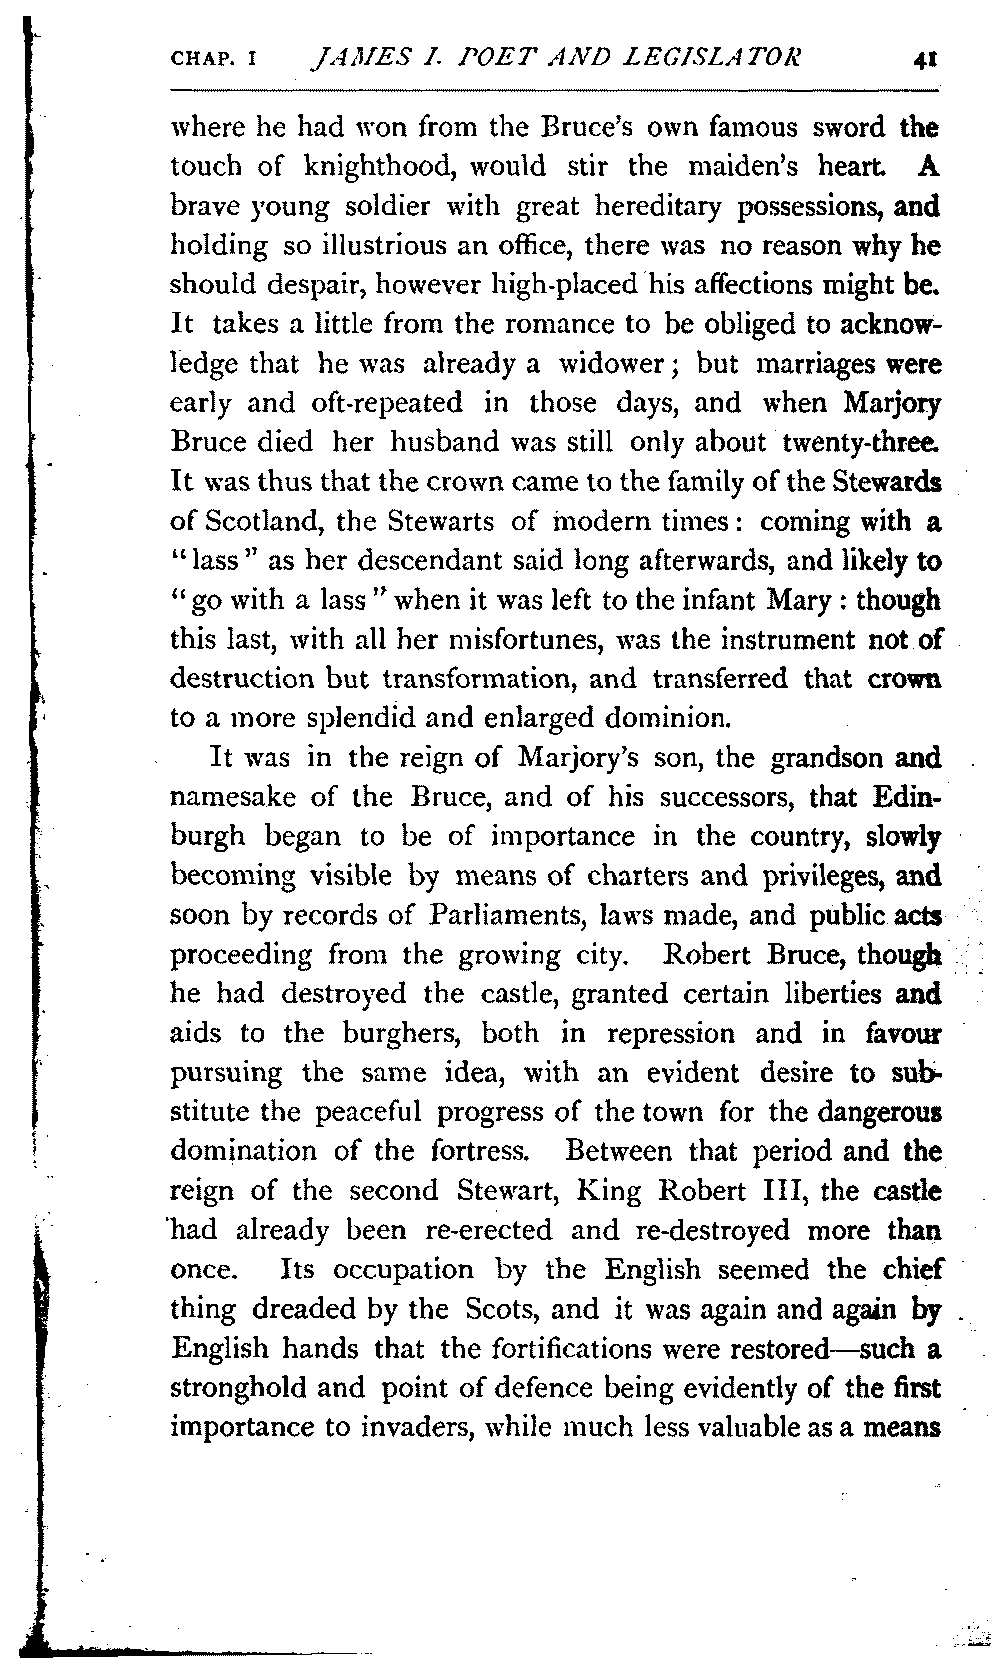 CHAP. I JAMES I. POET AND LEGISLATOR 41
where he had won from the Bruce's own famous sword the
touch of knighthood, would stir the maiden's heart. A
brave young soldier with great hereditary possessions, and
holding so illustrious an office, there was no reason why he
should despair, however high-placed his affections might be.
It takes a little from the romance to be obliged to acknow-
ledge that he was already a widower; but marriages were
early and oft-repeated in those days, and when Marjory
Bruce died her husband was still only about twenty-three.
It was thus that the crown came to the family of the Stewards
of Scotland, the Stewarts of modern times: coming with a
"lass" as her descendant said long afterwards, and likely to
"go with a lass" when it was left to the infant Mary: though
this last, with all her misfortunes, was the instrument not of
destruction but transformation, and transferred that crown
to a more splendid and enlarged dominion.
It was in the reign of Marjory's son, the grandson and
namesake of the Bruce, and of his successors, that Edin-
burgh began to be of importance in the country, slowly
becoming visible by means of charters and privileges, and
soon by records of Parliaments, laws made, and public acts
proceeding from the growing city. Robert Bruce, though
he had destroyed the castle, granted certain liberties and
aids to the burghers, both in repression and in favour
pursuing the same idea, with an evident desire to sub-
stitute the peaceful progress of the town for the dangerous
domination of the fortress. Between that period and the
reign of the second Stewart, King Robert III, the castle
had already been re-erected and re-destroyed more than
once. Its occupation by the English seemed the chief
thing dreaded by the Scots, and it was again and again by
English hands that the fortifications were restored—such a
stronghold and point of defence being evidently of the first
importance to invaders, while much less valuable as a means